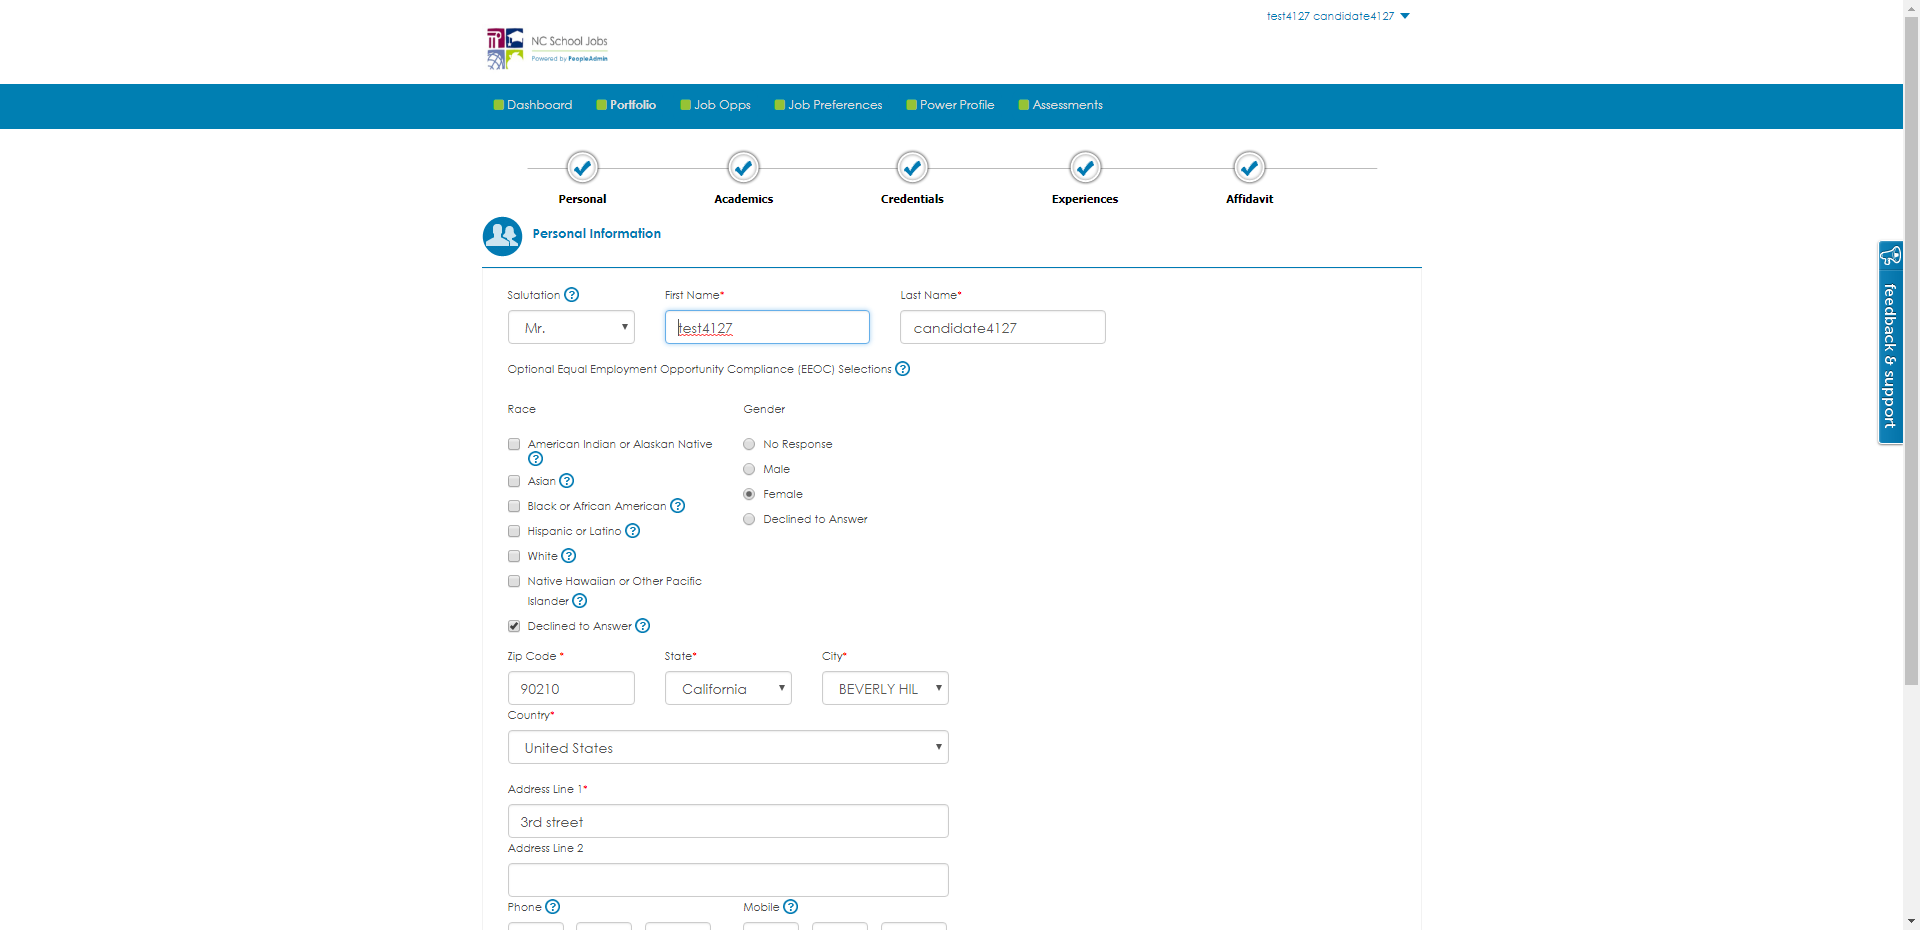 test4127 candidate4127
NC School Jobs
Powered by PeopleAdmin
Dashboard Portfolio Job Opps Job Preferences Power Profile Assessments
Personal Academics Credentials Experiences Affidavit
Personal Information
Salutation ? First Name* Last Name*
Mr. test4127 candidate4127
Optional Equal Employment Opportunity Compliance (EEOC) Selections ?
Race Gender
American Indian or Alaskan Native No Response
?
Male
Asian ?
Female
Black or African American ?
Declined to Answer
Hispanic or Latino ?
White ?
Native Hawaiian or Other Pacific
Islander ?
Declined to Answer ?
Zip Code * State* City*
90210 California BEVERLY HIL
Country*
United States
Address Line 1*
3rd street
Address Line 2
Phone ? Mobile ?
feedback & support